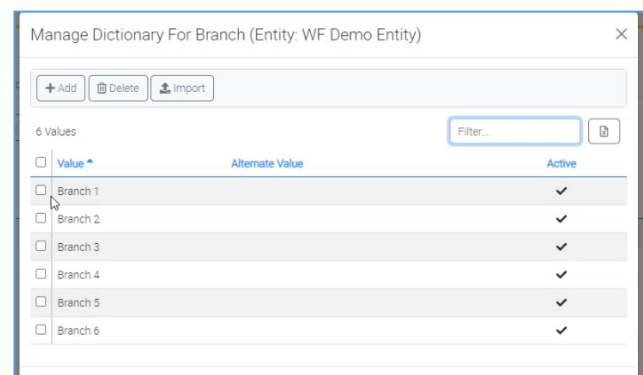 Manage Dictionary For Branch (Entity: WF Demo Entity)
Add Delete Import
6 Values Filter...
Value Alternate Value Active
Branch 1
Branch 2
Branch 3
Branch 4
Branch 5
Branch 6